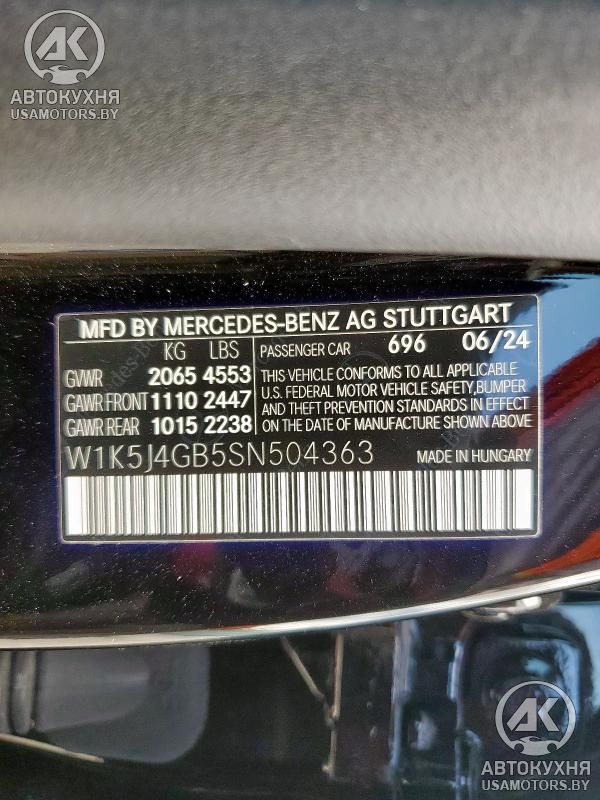 AK
АВТОКУХНЯ
USAMOTORS.BY
MFD BY MERCEDES-BENZ AG STUTTGART
KG LBS
PASSENGER CAR 696 06/24
GVWR 2065 4553
GAWR FRONT 1110 2447
GAWR REAR 1015 2238
THIS VEHICLE CONFORMS TO ALL APPLICABLE
U.S. FEDERAL MOTOR VEHICLE SAFETY, BUMPER
AND THEFT PREVENTION STANDARDS IN EFFECT
ON THE DATE OF MANUFACTURE SHOWN ABOVE
W1K5J4GB5SN504363
MADE IN HUNGARY
AK
АВТОКУХНЯ
USAMOTORS.BY